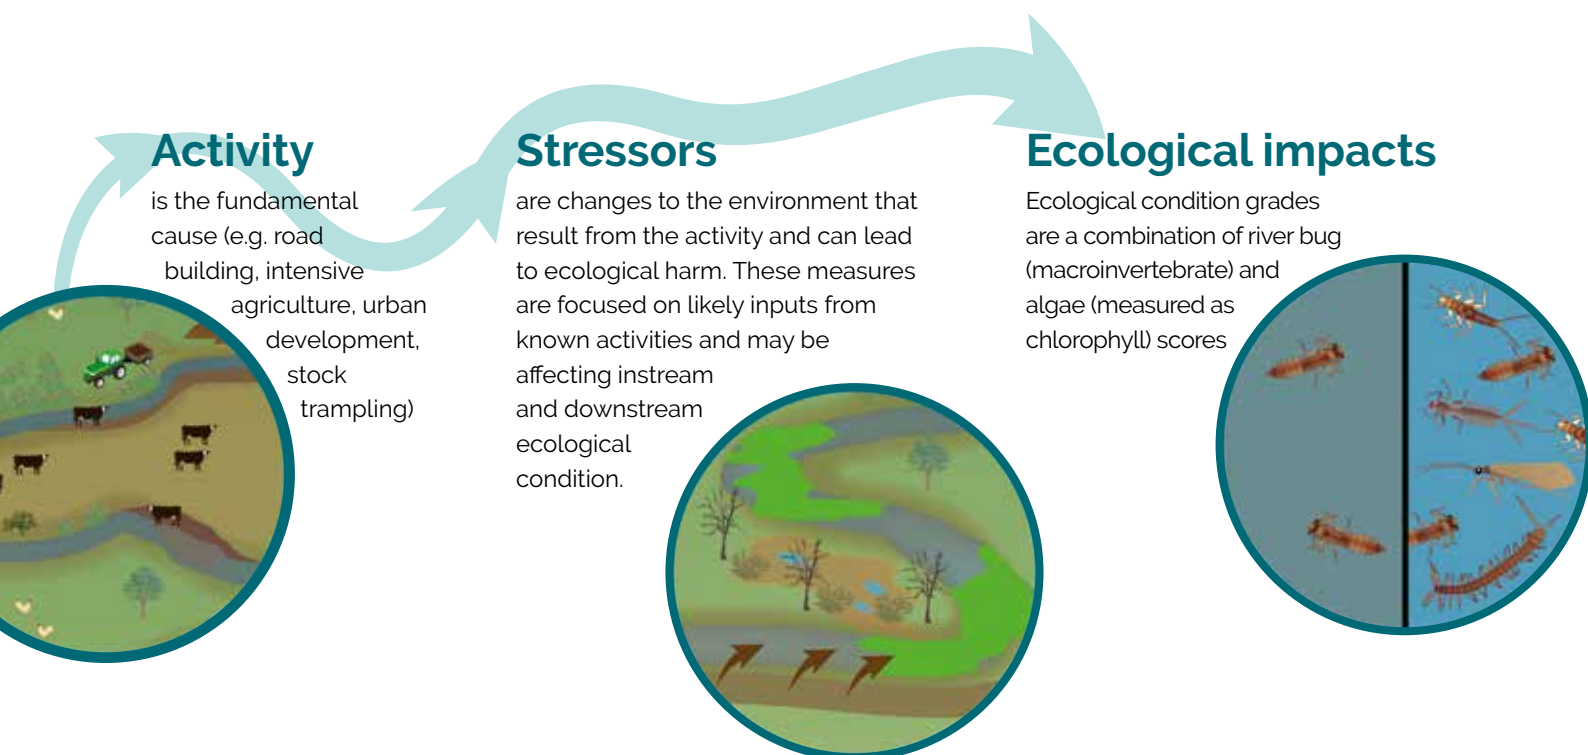 Activity
is the fundamental
cause (e.g. road
building, intensive
agriculture, urban
development,
stock
trampling)
Stressors
are changes to the environment that
result from the activity and can lead
to ecological harm. These measures
are focused on likely inputs from
known activities and may be
affecting instream
and downstream
ecological
condition.
Ecological impacts
Ecological condition grades
are a combination of river bug
(macroinvertebrate) and
algae (measured as
chlorophyll) scores